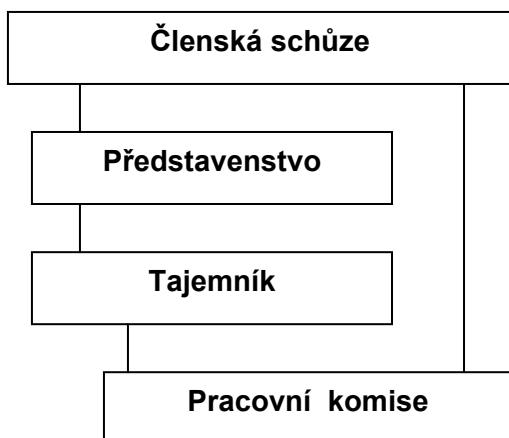 Členská schůze
Představenstvo
Tajemník
Pracovní komise